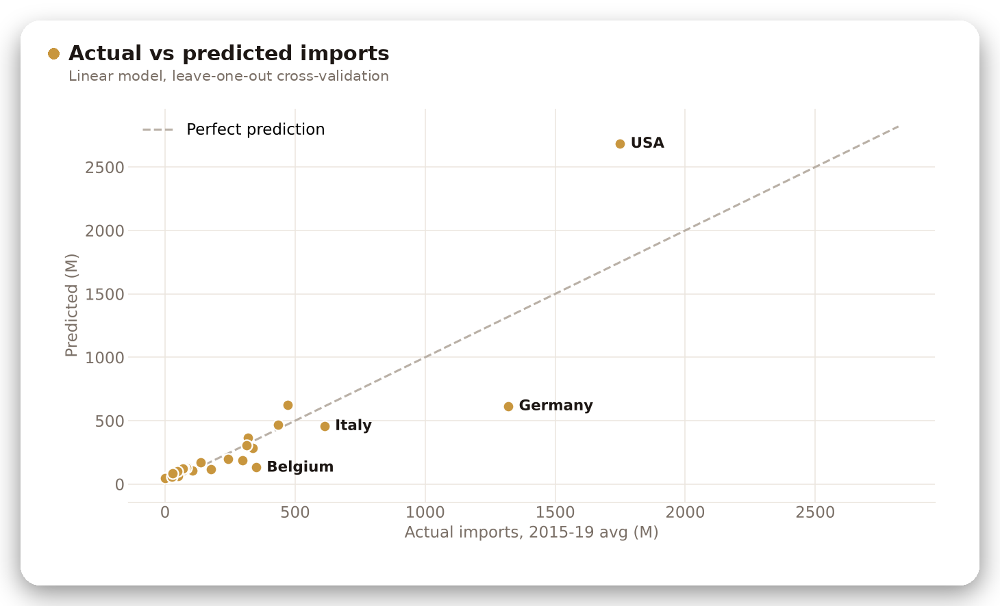 Actual vs predicted imports
Linear model, leave-one-out cross-validation
Perfect prediction
USA
Germany
Italy
Belgium
Predicted (M)
2500
2000
1500
1000
500
0
0 500 1000 1500 2000 2500
Actual imports, 2015-19 avg (M)